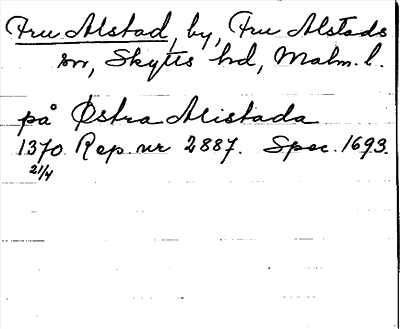 Fru Alstad, by, Fru Alstads
sn, Skytts hd, Malm. l.
på Østra Alistada
1370 Rep. nr 2887. Spec. 1693.
21/4